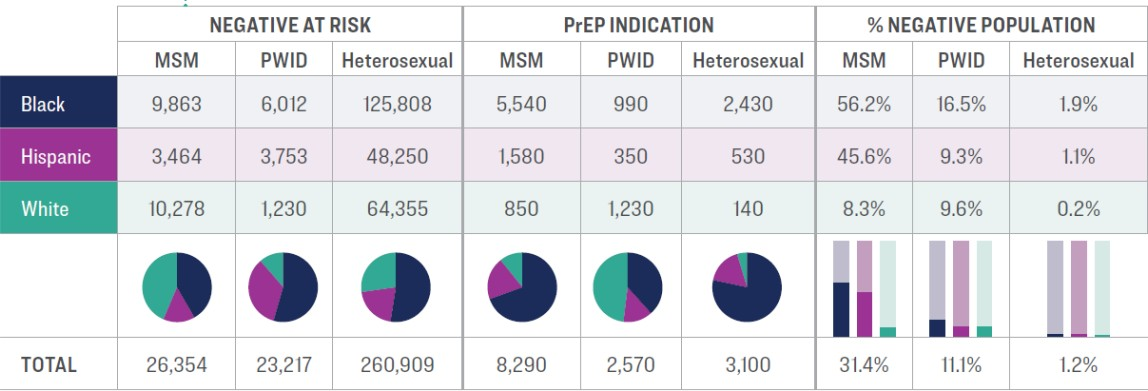 NEGATIVE AT RISK PrEP INDICATION % NEGATIVE POPULATION
MSM PWID Heterosexual MSM PWID Heterosexual MSM PWID Heterosexual
Black 9,863 6,012 125,808 5,540 990 2,430 56.2% 16.5% 1.9%
Hispanic 3,464 3,753 48,250 1,580 350 530 45.6% 9.3% 1.1%
White 10,278 1,230 64,355 850 1,230 140 8.3% 9.6% 0.2%
TOTAL 26,354 23,217 260,909 8,290 2,570 3,100 31.4% 11.1% 1.2%